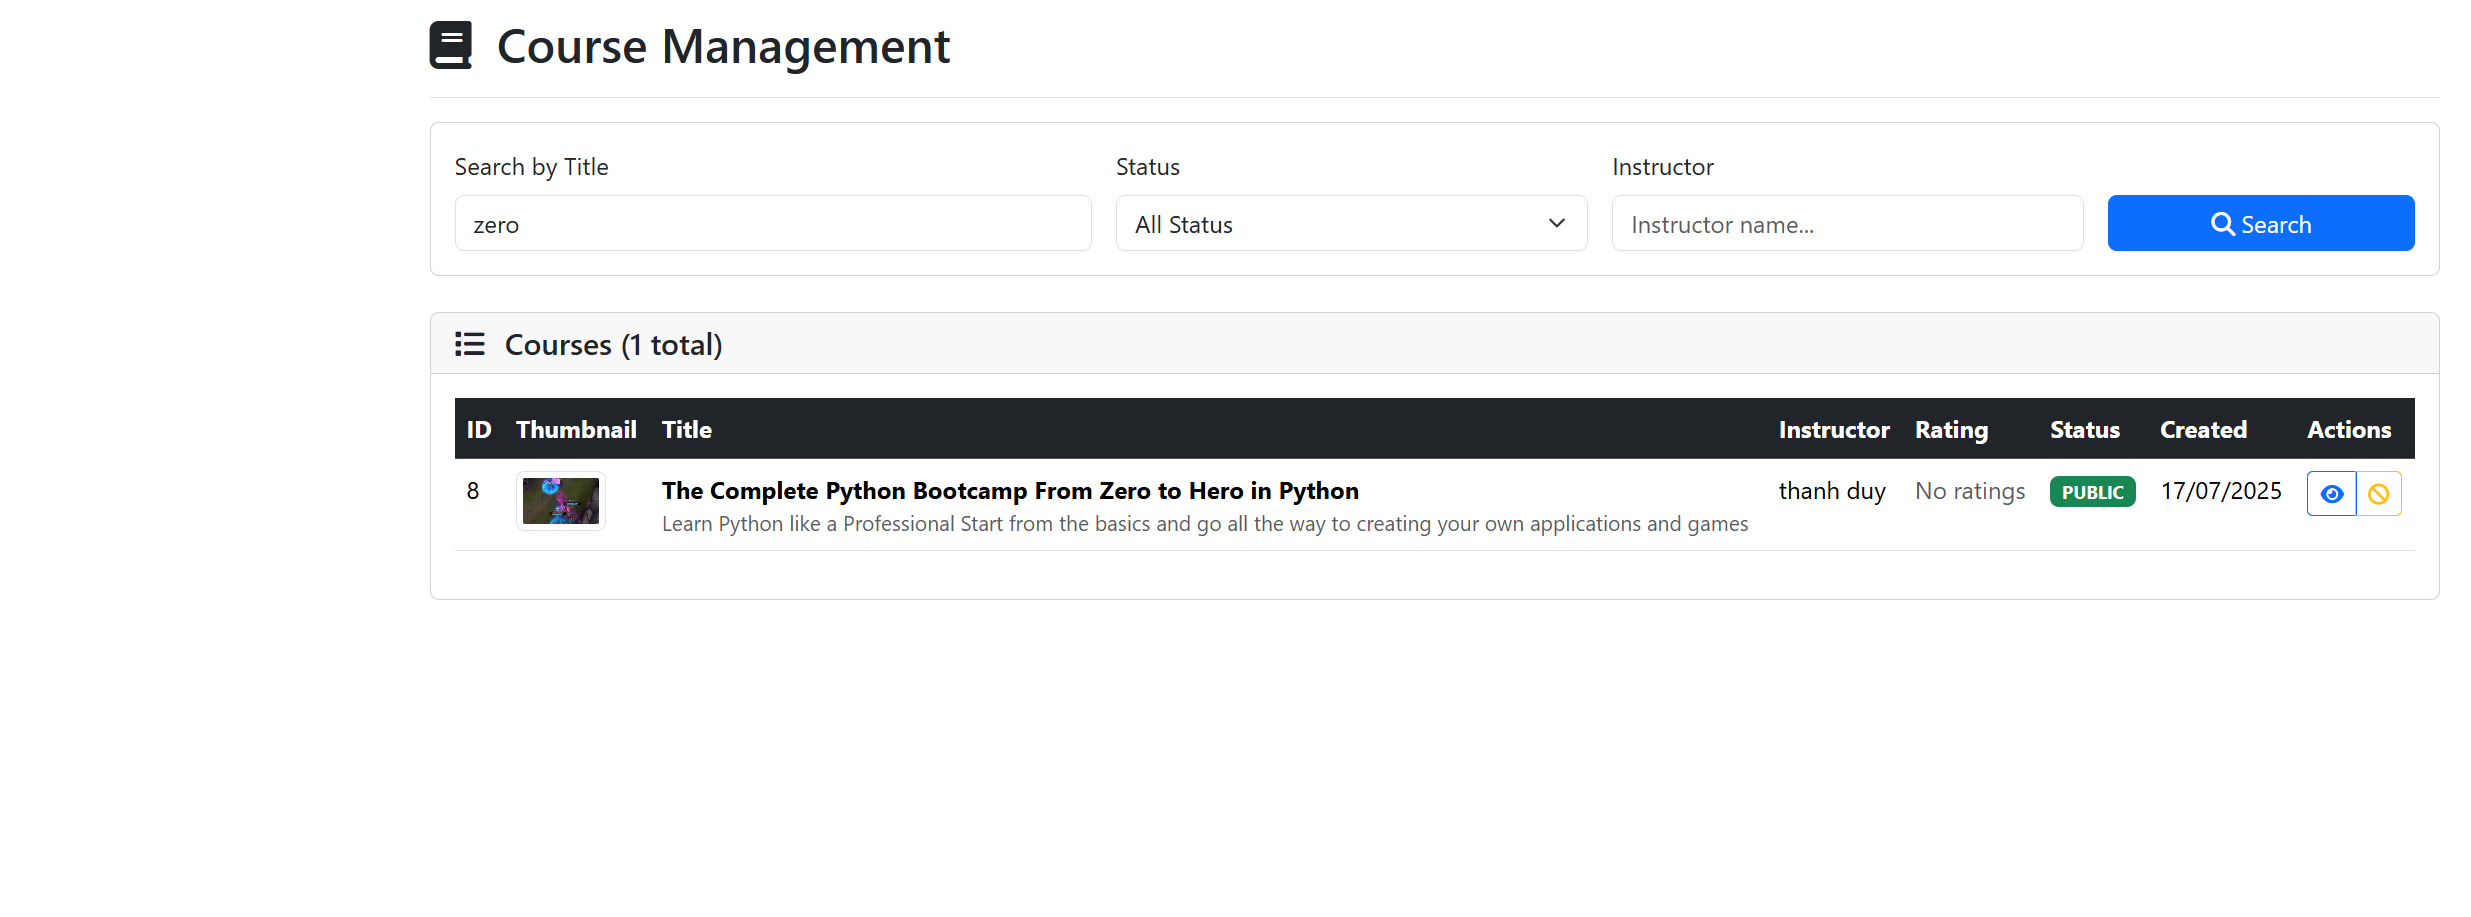 Course Management
Search by Title
Status
Instructor
zero
All Status
Instructor name...
Search
Courses (1 total)
ID Thumbnail Title Instructor Rating Status Created Actions
8 The Complete Python Bootcamp From Zero to Hero in Python thanh duy No ratings PUBLIC 17/07/2025
Learn Python like a Professional Start from the basics and go all the way to creating your own applications and games